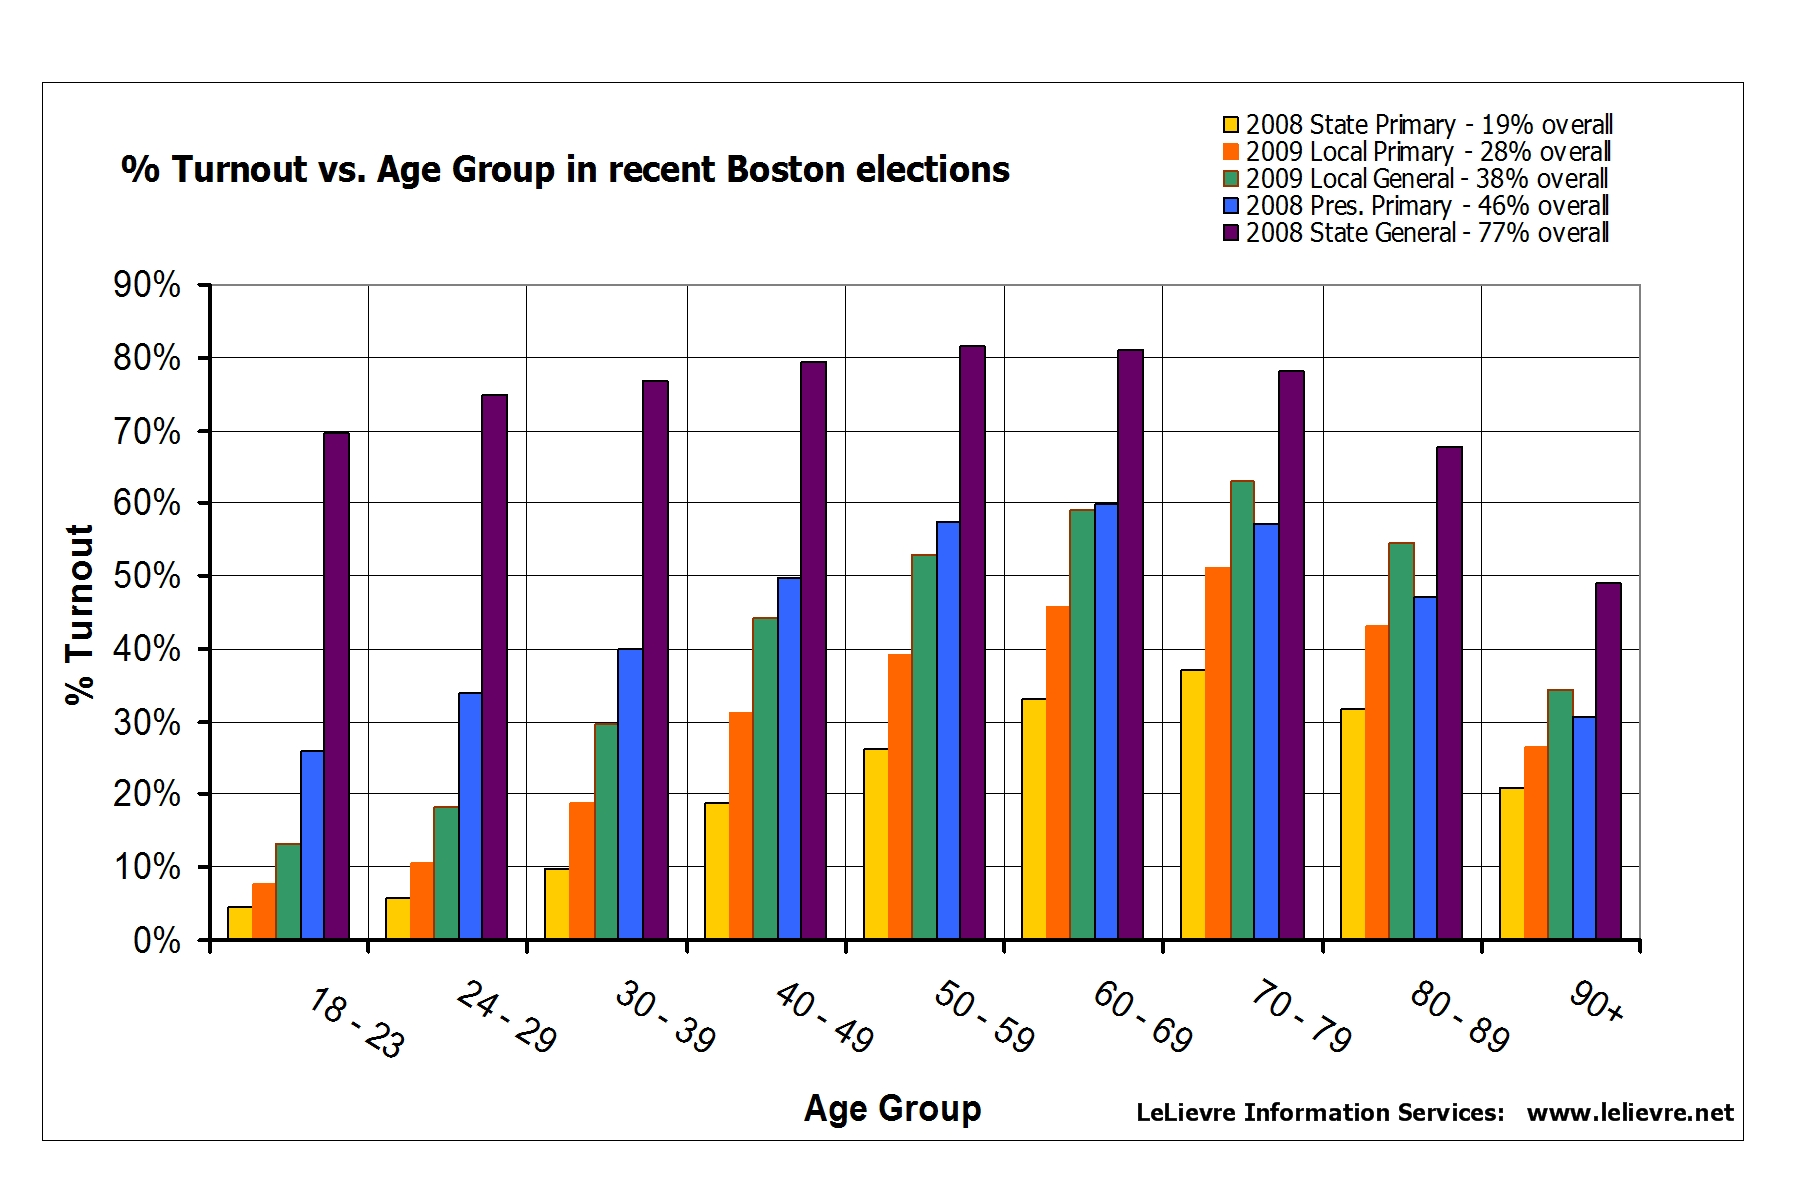 2008 State Primary - 19% overall
2009 Local Primary - 28% overall
2009 Local General - 38% overall
2008 Pres. Primary - 46% overall
2008 State General - 77% overall
% Turnout vs. Age Group in recent Boston elections
90%
80%
70%
60%
50%
40%
30%
20%
10%
0%
% Turnout
18 - 23
24 - 29
30 - 39
40 - 49
50 - 59
60 - 69
70 - 79
80 - 89
90+
Age Group
LeLievre Information Services: www.lelievre.net